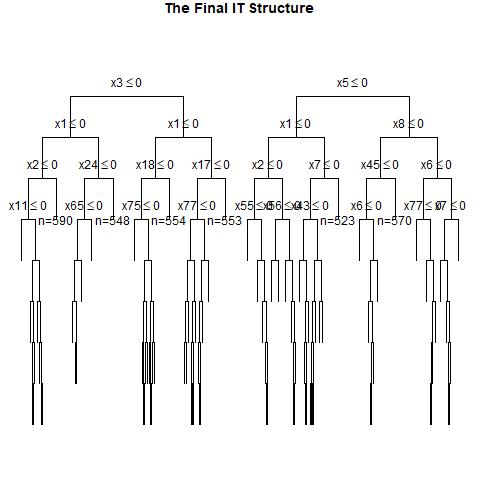 The Final IT Structure
x3 ≤ 0 x5 ≤ 0
x1 ≤ 0 x1 ≤ 0 x1 ≤ 0 x8 ≤ 0
x2 ≤ 0 x24 ≤ 0 x18 ≤ 0 x17 ≤ 0 x2 ≤ 0 x7 ≤ 0 x45 ≤ 0 x6 ≤ 0
x11 ≤ 0 x65 ≤ 0 x75 ≤ 0 x77 ≤ 0 x55 ≤ 0 x56 ≤ 0 x43 ≤ 0 x6 ≤ 0 x77 ≤ 0 ≤ 0
n=590 n=548 n=554 n=553 n=523 n=570